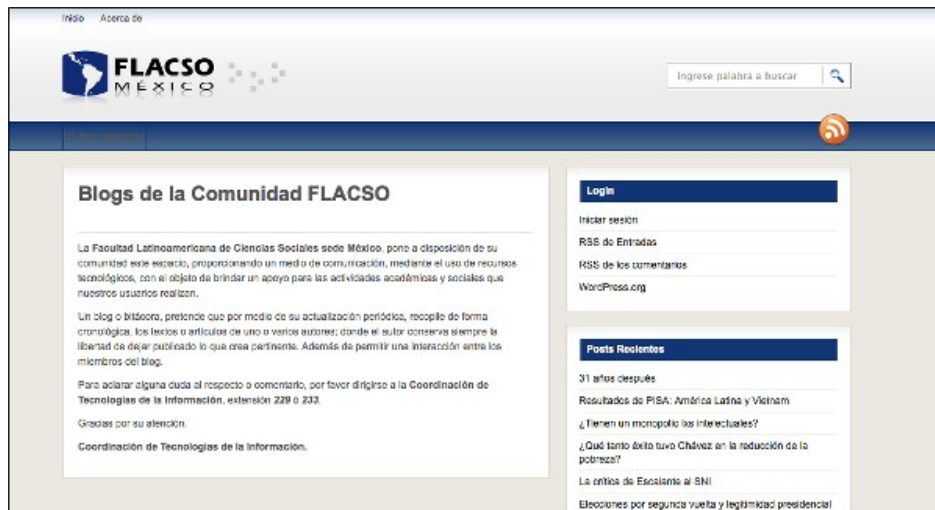 Inicio Acerca de
FLACSO
MÉXICO
Ingrese palabra a buscar
Blogs de la Comunidad FLACSO
La Facultad Latinoamericana de Ciencias Sociales sede México, pone a disposición de su
comunidad este espacio, proporcionando un medio de comunicación, mediante el uso de recursos
tecnológicos, con el objeto de brindar un apoyo para las actividades académicas y sociales que
nuestros usuarios realizan.
Un blog o bitácora, pretende que por medio de su actualización periódica, recopile de forma
cronológica, los textos o artículos de uno o varios autores; donde el autor conserva siempre la
libertad de dejar publicado lo que crea pertinente. Además de permitir una interacción entre los
miembros del blog.
Para aclarar alguna duda al respecto o comentario, por favor dirigirse a la Coordinación de
Tecnologías de la Información, extensión 229 ó 233.
Gracias por su atención.
Coordinación de Tecnologías de la Información.
Login
Iniciar sesión
RSS de Entradas
RSS de los comentarios
WordPress.org
Posts Recientes
31 años después
Resultados de PISA: América Latina y Vietnam
¿Tienen un monopolio lxs intelectuales?
¿Qué tanto éxito tuvo Chávez en la reducción de la
pobreza?
La crítica de Escalante al SNI
Elecciones por segunda vuelta y legitimidad presidencial